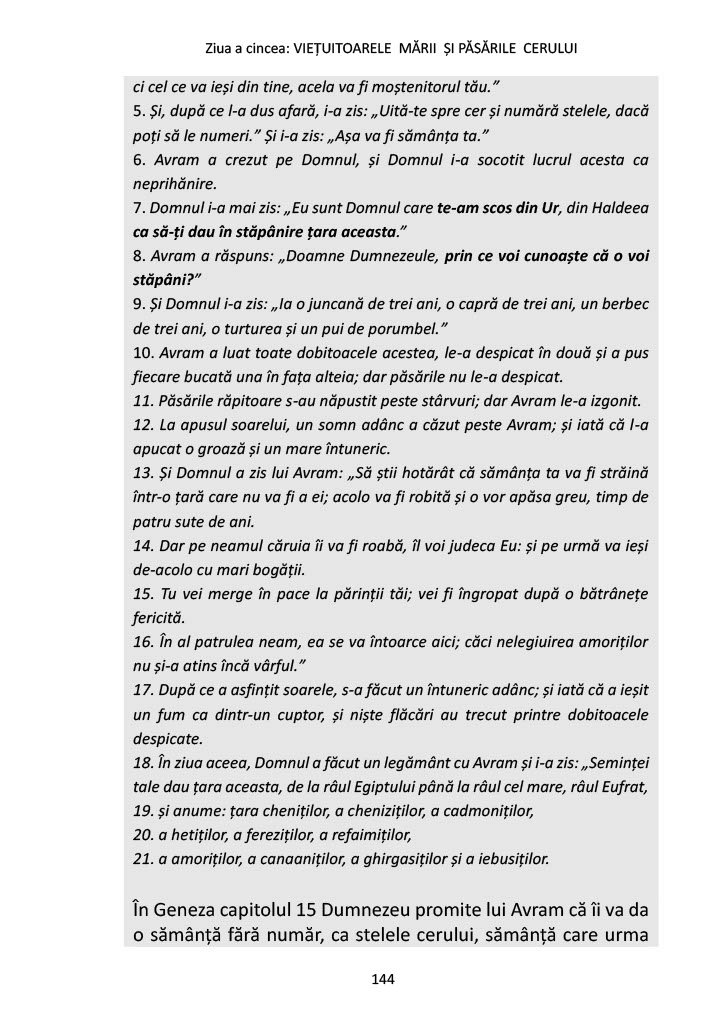 Ziua a cincea: VIEȚUITOARELE MĂRII ȘI PĂSĂRILE CERULUI
ci cel ce va ieși din tine, acela va fi moștenitorul tău.”
5. Și, după ce l-a dus afară, i-a zis: „Uită-te spre cer și numără stelele, dacă
poți să le numeri.” Și i-a zis: „Așa va fi sămânța ta.”
6. Avram a crezut pe Domnul, și Domnul i-a socotit lucrul acesta ca
neprihănire.
7. Domnul i-a mai zis: „Eu sunt Domnul care te-am scos din Ur, din Haldeea
ca să-ți dau în stăpânire țara aceasta.”
8. Avram a răspuns: „Doamne Dumnezeule, prin ce voi cunoaște că o voi
stăpâni?”
9. Și Domnul i-a zis: „Ia o juncană de trei ani, o capră de trei ani, un berbec
de trei ani, o turturea și un pui de porumbel.”
10. Avram a luat toate dobitoacele acestea, le-a despicat în două și a pus
fiecare bucată una în fața alteia; dar păsările nu le-a despicat.
11. Păsările răpitoare s-au năpustit peste stârvuri; dar Avram le-a izgonit.
12. La apusul soarelui, un somn adânc a căzut peste Avram; și iată că l-a
apucat o groază și un mare întuneric.
13. Și Domnul a zis lui Avram: „Să știi hotărât că sămânța ta va fi străină
într-o țară care nu va fi a ei; acolo va fi robită și o vor apăsa greu, timp de
patru sute de ani.
14. Dar pe neamul căruia îi va fi roabă, îl voi judeca Eu: și pe urmă va ieși
de-acolo cu mari bogății.
15. Tu vei merge în pace la părinții tăi; vei fi îngropat după o bătrânețe
fericită.
16. În al patrulea neam, ea se va întoarce aici; căci nelegiuirea amoriților
nu și-a atins încă vârful.”
17. După ce a asfințit soarele, s-a făcut un întuneric adânc; și iată că a ieșit
un fum ca dintr-un cuptor, și niște flăcări au trecut printre dobitoacele
despicate.
18. În ziua aceea, Domnul a făcut un legământ cu Avram și i-a zis: „Seminței
tale dau țara aceasta, de la râul Egiptului până la râul cel mare, râul Eufrat,
19. și anume: țara cheniților, a cheniziților, a cadmoniților,
20. a hetiților, a fereziților, a refaimiților,
21. a amoriților, a canaaniților, a ghirgasiților și a iebusiților.
În Geneza capitolul 15 Dumnezeu promite lui Avram că îi va da
o sămânță fără număr, ca stelele cerului, sămânță care urma
144